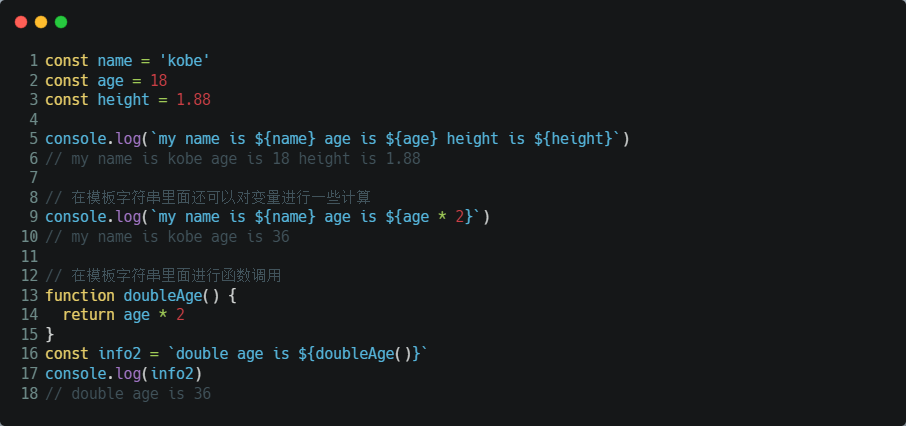 1 const name = 'kobe'
2 const age = 18
3 const height = 1.88
4
5 console.log(`my name is ${name} age is ${age} height is ${height}`)
6 // my name is kobe age is 18 height is 1.88
7
8 // 在模板字符串里面还可以对变量进行一些计算
9 console.log(`my name is ${name} age is ${age * 2}`)
10 // my name is kobe age is 36
11
12 // 在模板字符串里面进行函数调用
13 function doubleAge() {
14   return age * 2
15 }
16 const info2 = `double age is ${doubleAge()}`
17 console.log(info2)
18 // double age is 36